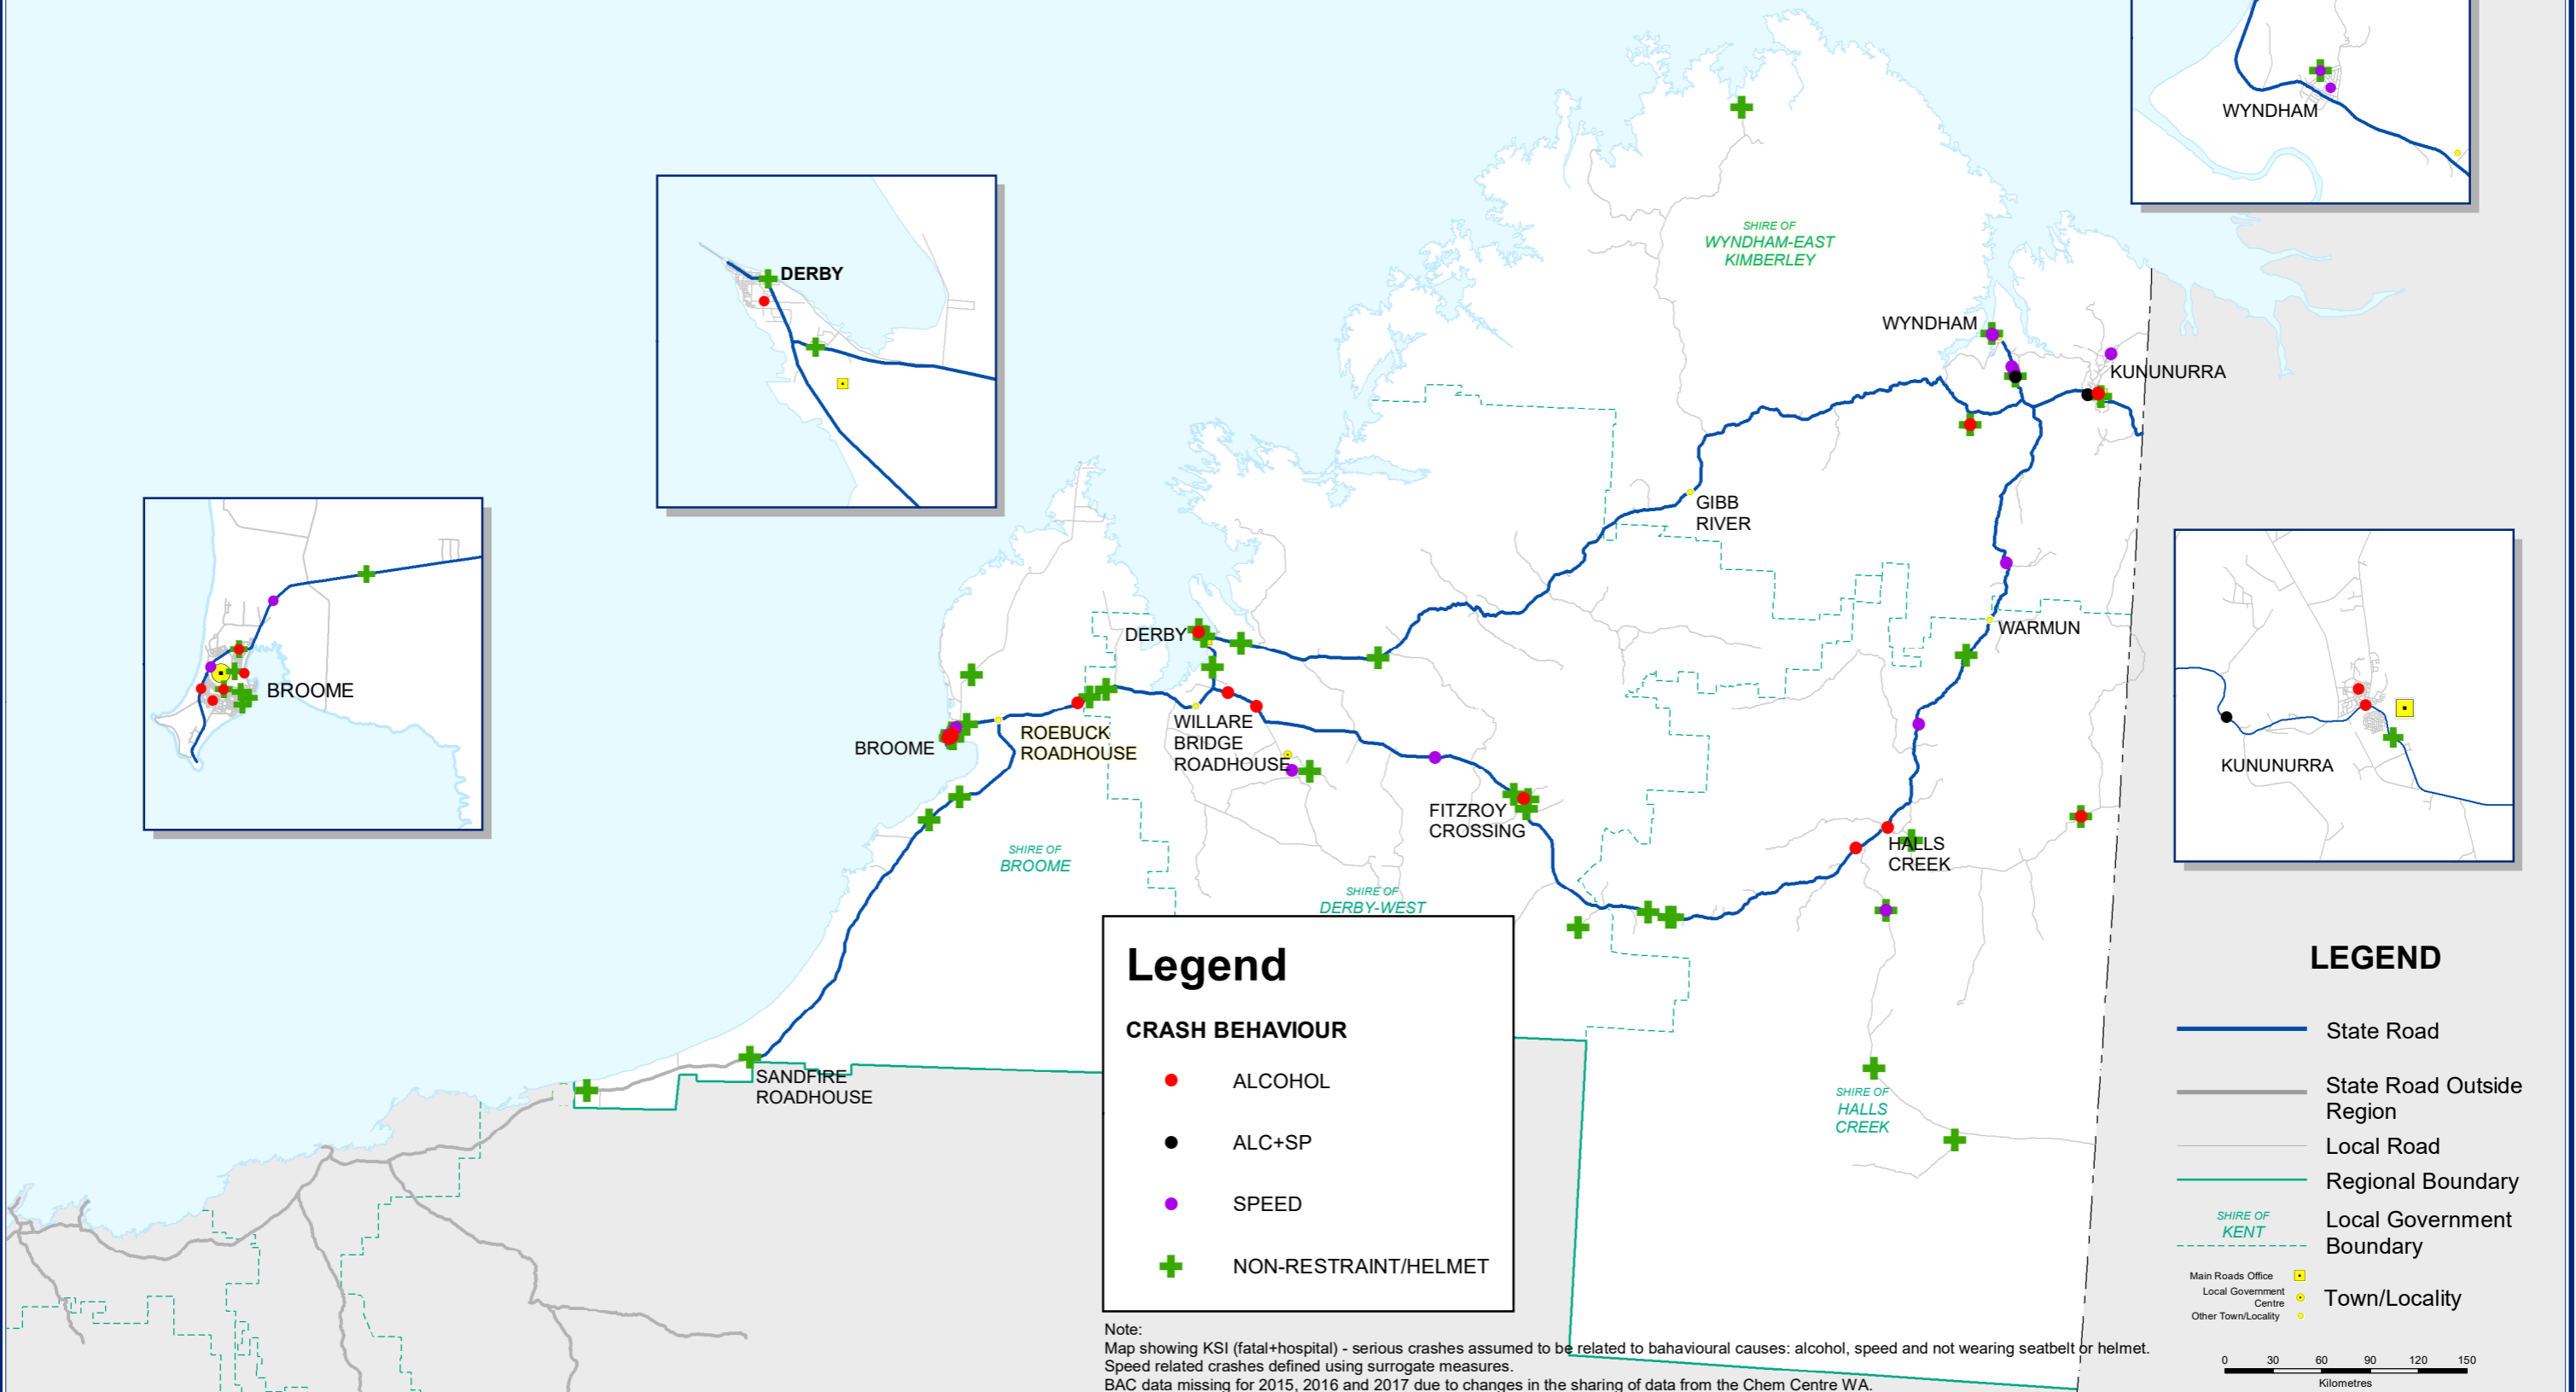 WYNDHAM
DERBY
SHIRE OF
WYNDHAM-EAST
KIMBERLEY
WYNDHAM
KUNUNURRA
GIBB
RIVER
BROOME
DERBY
WARMUN
WILLARE
BRIDGE
ROADHOUSE
ROEBUCK
ROADHOUSE
BROOME
KUNUNURRA
FITZROY
CROSSING
HALLS
CREEK
SHIRE OF
BROOME
SHIRE OF
DERBY-WEST
SANDFIRE
ROADHOUSE
SHIRE OF
HALLS
CREEK
Legend
CRASH BEHAVIOUR
ALCOHOL
ALC+SP
SPEED
NON-RESTRAINT/HELMET
LEGEND
State Road
State Road Outside
Region
Local Road
Regional Boundary
SHIRE OF
KENT
Local Government
Boundary
Main Roads Office
Local Government
Centre
Other Town/Locality
Town/Locality
0 30 60 90 120 150
Kilometres
Note:
Map showing KSI (fatal+hospital) - serious crashes assumed to be related to bahavioural causes: alcohol, speed and not wearing seatbelt or helmet.
Speed related crashes defined using surrogate measures.
BAC data missing for 2015, 2016 and 2017 due to changes in the sharing of data from the Chem Centre WA.